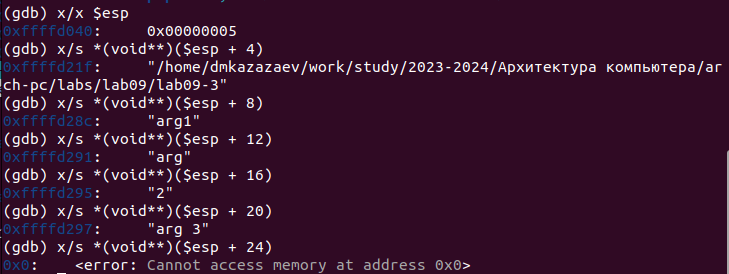 (gdb) x/x $esp
0xffffd040:     0x00000005
(gdb) x/s *(void**)($esp + 4)
0xffffd21f:     "/home/dmkazazaev/work/study/2023-2024/Архитектура компьютера/ar
ch-pc/labs/lab09/lab09-3"
(gdb) x/s *(void**)($esp + 8)
0xffffd28c:     "arg1"
(gdb) x/s *(void**)($esp + 12)
0xffffd291:     "arg"
(gdb) x/s *(void**)($esp + 16)
0xffffd295:     "2"
(gdb) x/s *(void**)($esp + 20)
0xffffd297:     "arg 3"
(gdb) x/s *(void**)($esp + 24)
0x0:     <error: Cannot access memory at address 0x0>